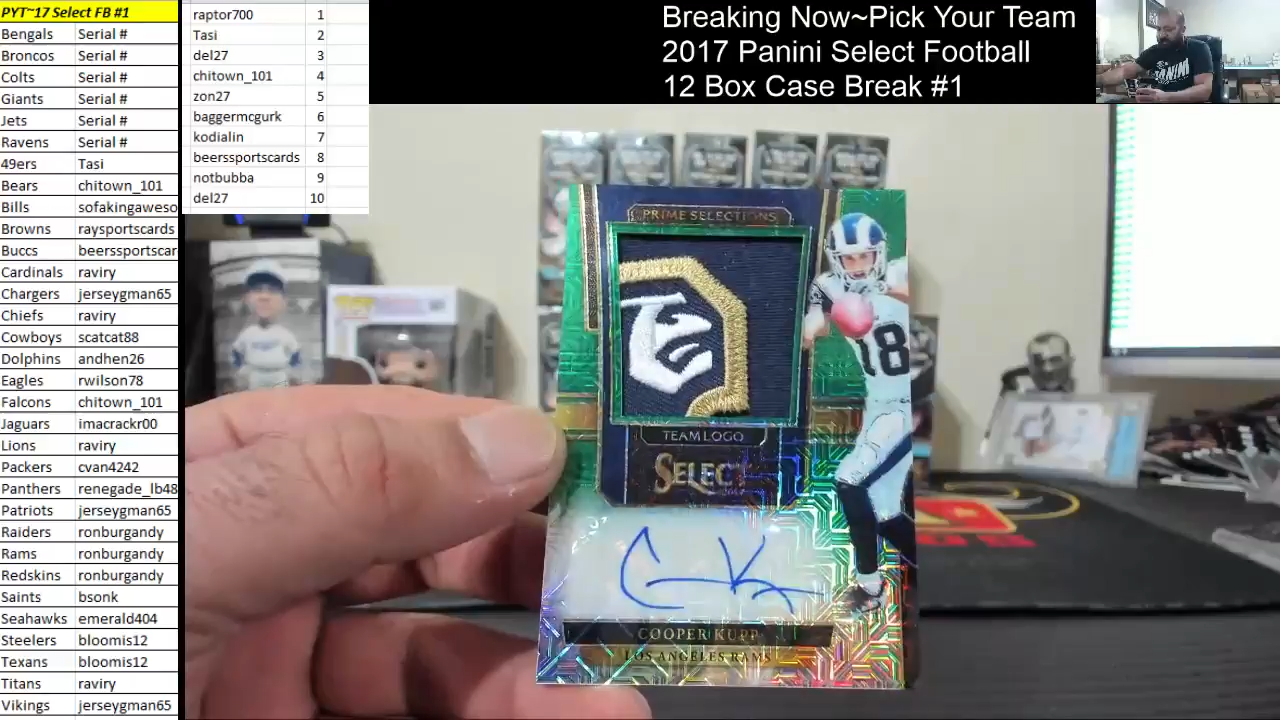 PYT~17 Select FB #1
Bengals Serial #
Broncos Serial #
Colts Serial #
Giants Serial #
Jets Serial #
Ravens Serial #
49ers Tasi
Bears chitown_101
Bills sofakingaweso
Browns raysportscards
Buccs beerssportscard
Cardinals raviry
Chargers jerseygman65
Chiefs raviry
Cowboys scatcat88
Dolphins andhen26
Eagles rwilson78
Falcons chitown_101
Jaguars imacrackr00
Lions raviry
Packers cvan4242
Panthers renegade_lb48
Patriots jerseygman65
Raiders ronburgandy
Rams ronburgandy
Redskins ronburgandy
Saints bsonk
Seahawks emerald404
Steelers bloomis12
Texans bloomis12
Titans raviry
Vikings jerseygman65
raptor700 1
Tasi 2
del27 3
chitown_101 4
zon27 5
baggermcgurk 6
kodialin 7
beerssportscards 8
notbubba 9
del27 10
Breaking Now~Pick Your Team
2017 Panini Select Football
12 Box Case Break #1
PANINI
PRIME SELECTIONS
18
TEAM LOGO
SELECT
2017
COOPER KUPP
LOS ANGELES RAMS